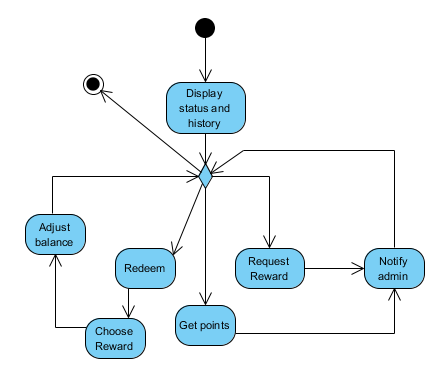 Display
status and
history
Adjust
balance
Redeem
Request
Reward
Notify
admin
Choose
Reward
Get points